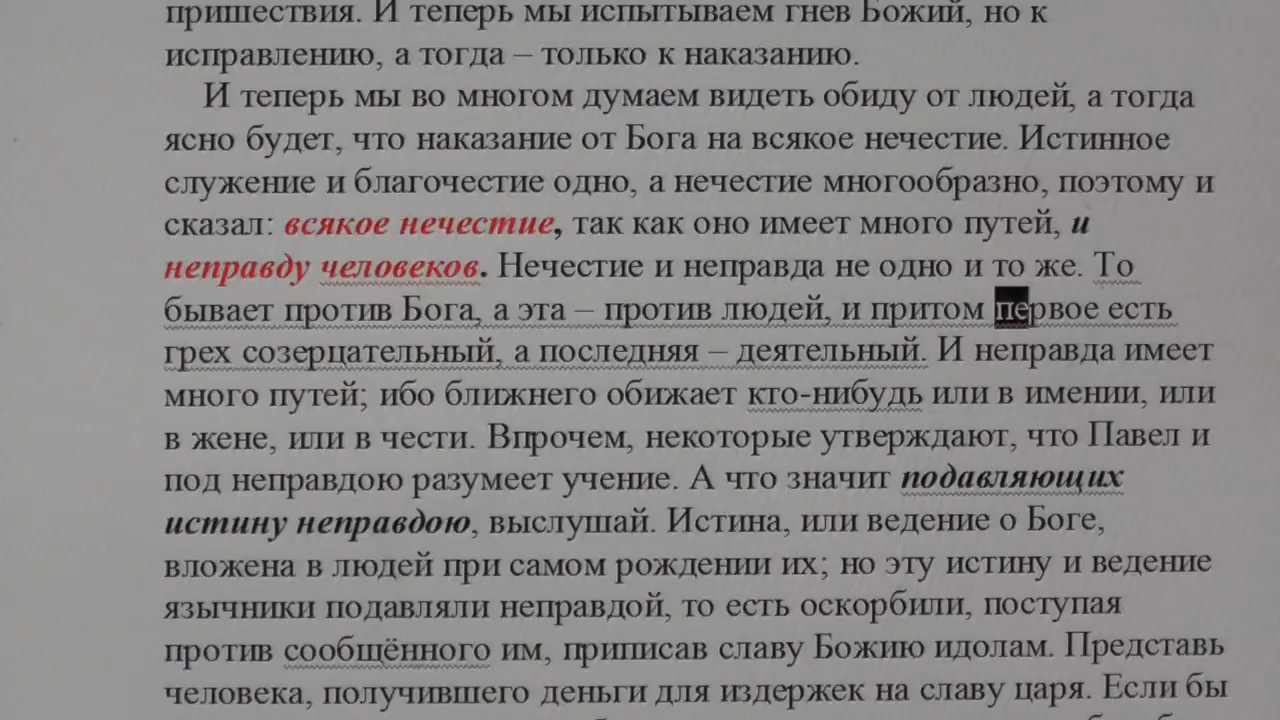 пришествия. И теперь мы испытываем гнев Божий, но к
исправлению, а тогда – только к наказанию.
И теперь мы во многом думаем видеть обиду от людей, а тогда
ясно будет, что наказание от Бога на всякое нечестие. Истинное
служение и благочестие одно, а нечестие многообразно, поэтому и
сказал: всякое нечестие, так как оно имеет много путей, и
неправду человеков. Нечестие и неправда не одно и то же. То
бывает против Бога, а эта – против людей, и притом первое есть
грех созерцательный, а последняя – деятельный. И неправда имеет
много путей; ибо ближнего обижает кто-нибудь или в имении, или
в жене, или в чести. Впрочем, некоторые утверждают, что Павел и
под неправдою разумеет учение. А что значит подавляющих
истину неправдою, выслушай. Истина, или ведение о Боге,
вложена в людей при самом рождении их; но эту истину и ведение
язычники подавляли неправдой, то есть оскорбили, поступая
против сообщённого им, приписав славу Божию идолам. Представь
человека, получившего деньги для издержек на славу царя. Если бы